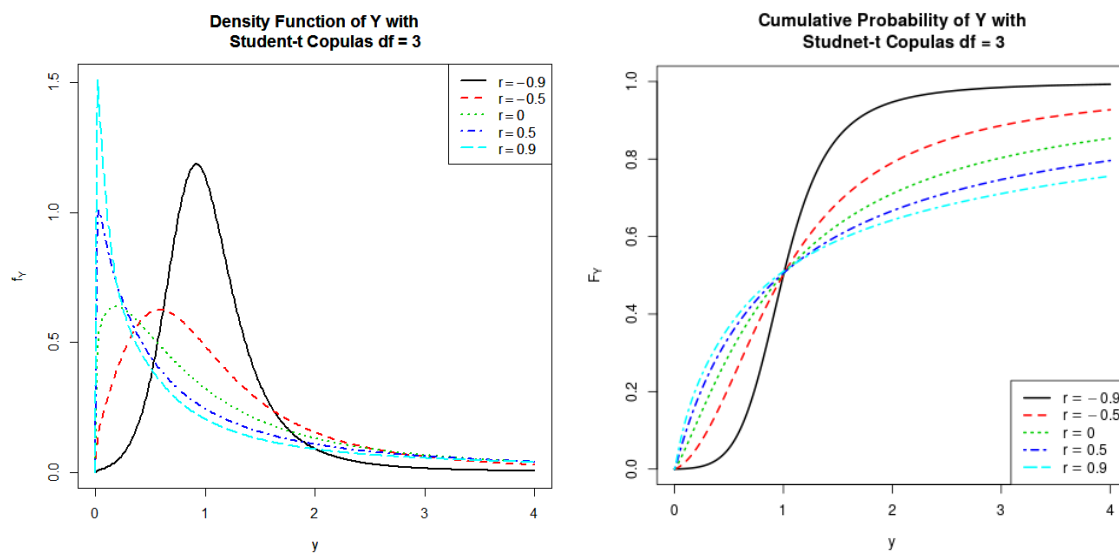 Density Function of Y with
Student-t Copulas df = 3
1.5
1.0
0.5
0.0
f_Y
0 1 2 3 4
y
r = −0.9
r = −0.5
r = 0
r = 0.5
r = 0.9
Cumulative Probability of Y with
Studnet-t Copulas df = 3
1.0
0.8
0.6
0.4
0.2
0.0
F_Y
0 1 2 3 4
y
r = −0.9
r = −0.5
r = 0
r = 0.5
r = 0.9